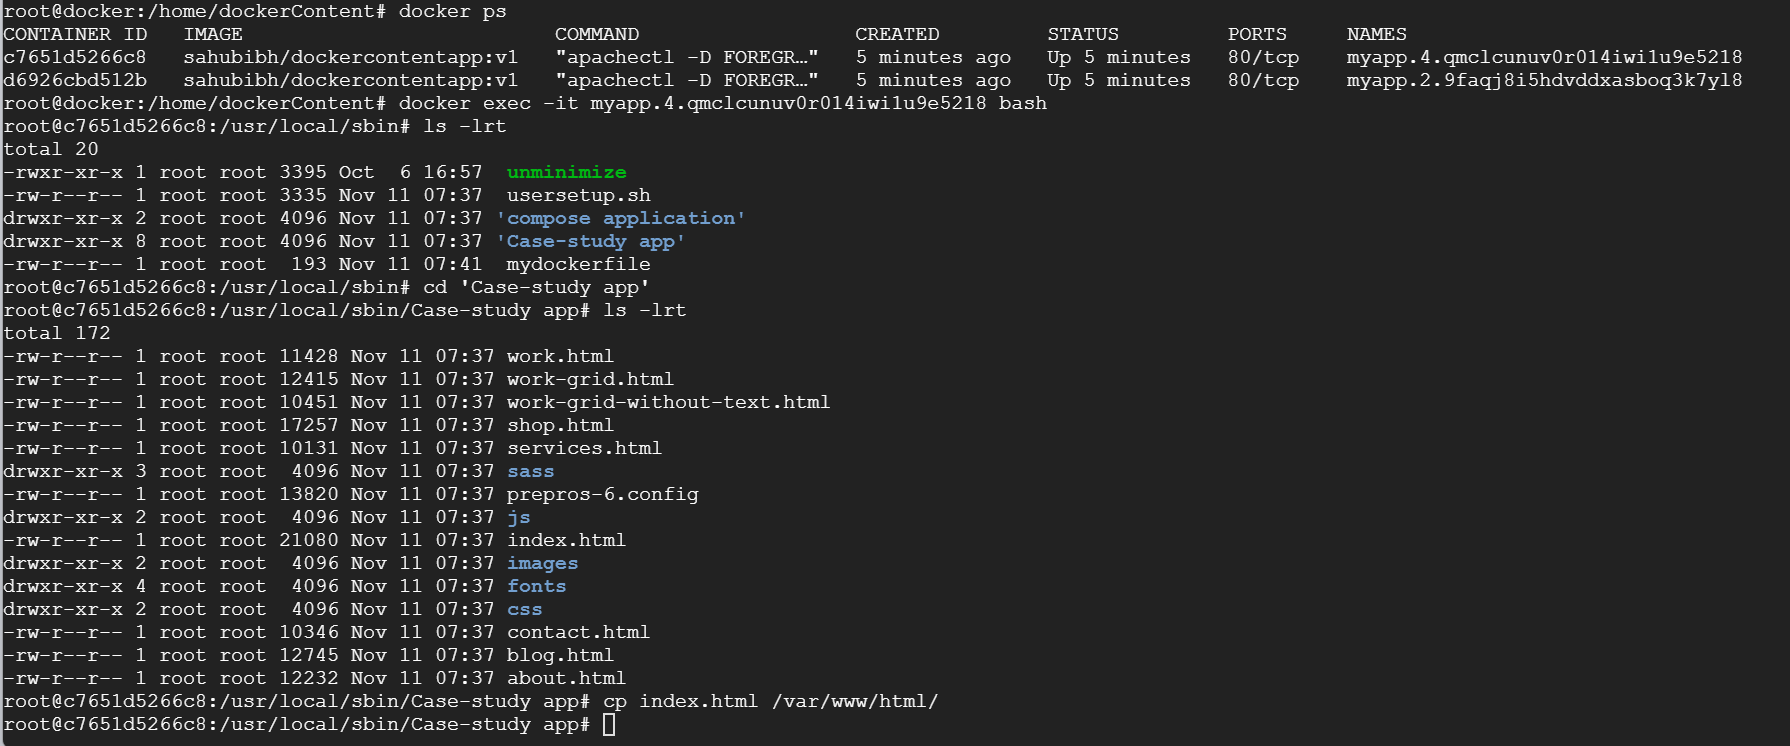 root@docker:/home/dockerContent# docker ps
CONTAINER ID   IMAGE                          COMMAND                  CREATED         STATUS         PORTS     NAMES
c7651d5266c8   sahubibh/dockercontentapp:v1   "apachectl -D FOREGR…"   5 minutes ago   Up 5 minutes   80/tcp    myapp.4.qmclcunuv0r014iwi1u9e5218
d6926cbd512b   sahubibh/dockercontentapp:v1   "apachectl -D FOREGR…"   5 minutes ago   Up 5 minutes   80/tcp    myapp.2.9faqj8i5hdvddxasboq3k7yl8
root@docker:/home/dockerContent# docker exec -it myapp.4.qmclcunuv0r014iwi1u9e5218 bash
root@c7651d5266c8:/usr/local/sbin# ls -lrt
total 20
-rwxr-xr-x 1 root root 3395 Oct  6 16:57  unminimize
-rw-r--r-- 1 root root 3335 Nov 11 07:37  usersetup.sh
drwxr-xr-x 2 root root 4096 Nov 11 07:37 'compose application'
drwxr-xr-x 8 root root 4096 Nov 11 07:37 'Case-study app'
-rw-r--r-- 1 root root  193 Nov 11 07:41  mydockerfile
root@c7651d5266c8:/usr/local/sbin# cd 'Case-study app'
root@c7651d5266c8:/usr/local/sbin/Case-study app# ls -lrt
total 172
-rw-r--r-- 1 root root 11428 Nov 11 07:37 work.html
-rw-r--r-- 1 root root 12415 Nov 11 07:37 work-grid.html
-rw-r--r-- 1 root root 10451 Nov 11 07:37 work-grid-without-text.html
-rw-r--r-- 1 root root 17257 Nov 11 07:37 shop.html
-rw-r--r-- 1 root root 10131 Nov 11 07:37 services.html
drwxr-xr-x 3 root root  4096 Nov 11 07:37 sass
-rw-r--r-- 1 root root 13820 Nov 11 07:37 prepros-6.config
drwxr-xr-x 2 root root  4096 Nov 11 07:37 js
-rw-r--r-- 1 root root 21080 Nov 11 07:37 index.html
drwxr-xr-x 2 root root  4096 Nov 11 07:37 images
drwxr-xr-x 4 root root  4096 Nov 11 07:37 fonts
drwxr-xr-x 2 root root  4096 Nov 11 07:37 css
-rw-r--r-- 1 root root 10346 Nov 11 07:37 contact.html
-rw-r--r-- 1 root root 12745 Nov 11 07:37 blog.html
-rw-r--r-- 1 root root 12232 Nov 11 07:37 about.html
root@c7651d5266c8:/usr/local/sbin/Case-study app# cp index.html /var/www/html/
root@c7651d5266c8:/usr/local/sbin/Case-study app#